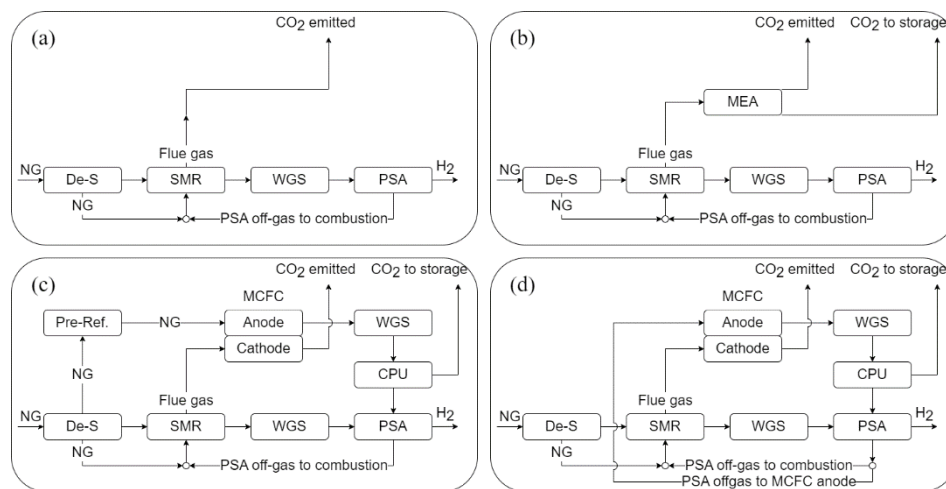 (a)
CO2 emitted
Flue gas
NG
De-S
SMR
WGS
PSA
H2
NG
PSA off-gas to combustion
(b)
CO2 emitted
CO2 to storage
MEA
Flue gas
NG
De-S
SMR
WGS
PSA
H2
NG
PSA off-gas to combustion
(c)
CO2 emitted
CO2 to storage
MCFC
Pre-Ref.
NG
Anode
WGS
Cathode
NG
CPU
Flue gas
NG
De-S
SMR
WGS
PSA
H2
NG
PSA off-gas to combustion
(d)
CO2 emitted
CO2 to storage
MCFC
Anode
WGS
Cathode
CPU
Flue gas
NG
De-S
SMR
WGS
PSA
H2
NG
PSA off-gas to combustion
PSA offgas to MCFC anode